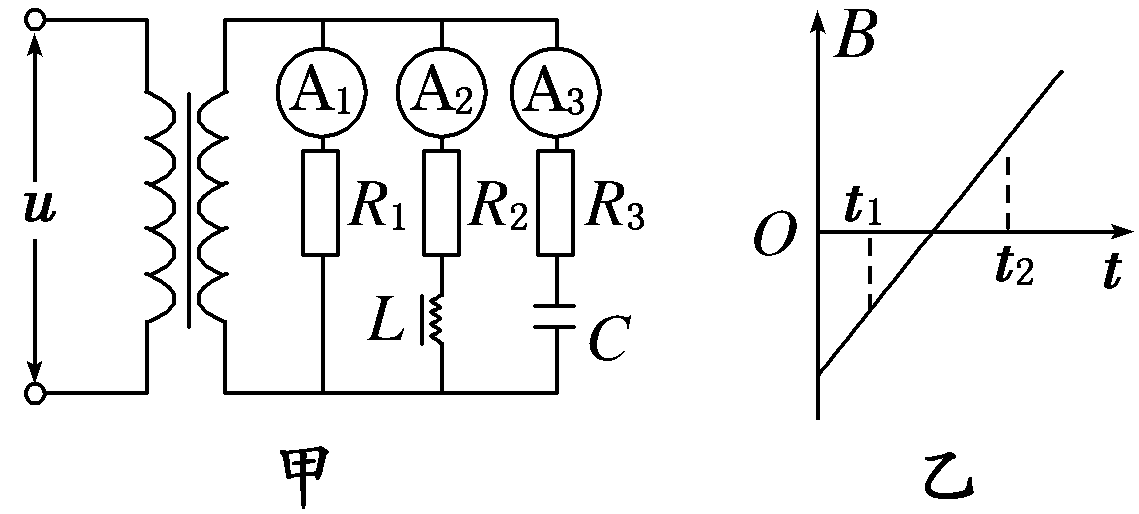 u
A₁
A₂
A₃
R₁
R₂
R₃
L
C
甲
B
O
t₁
t₂
t
乙